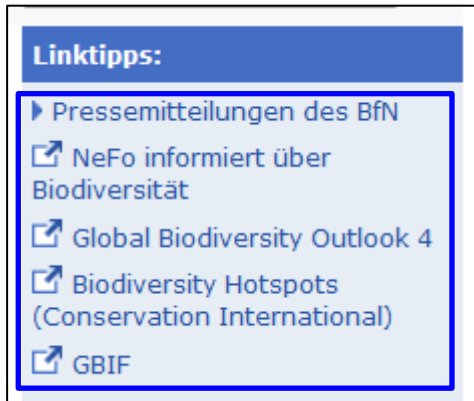 Linktipps:
Pressemitteilungen des BfN
NeFo informiert über
Biodiversität
Global Biodiversity Outlook 4
Biodiversity Hotspots
(Conservation International)
GBIF